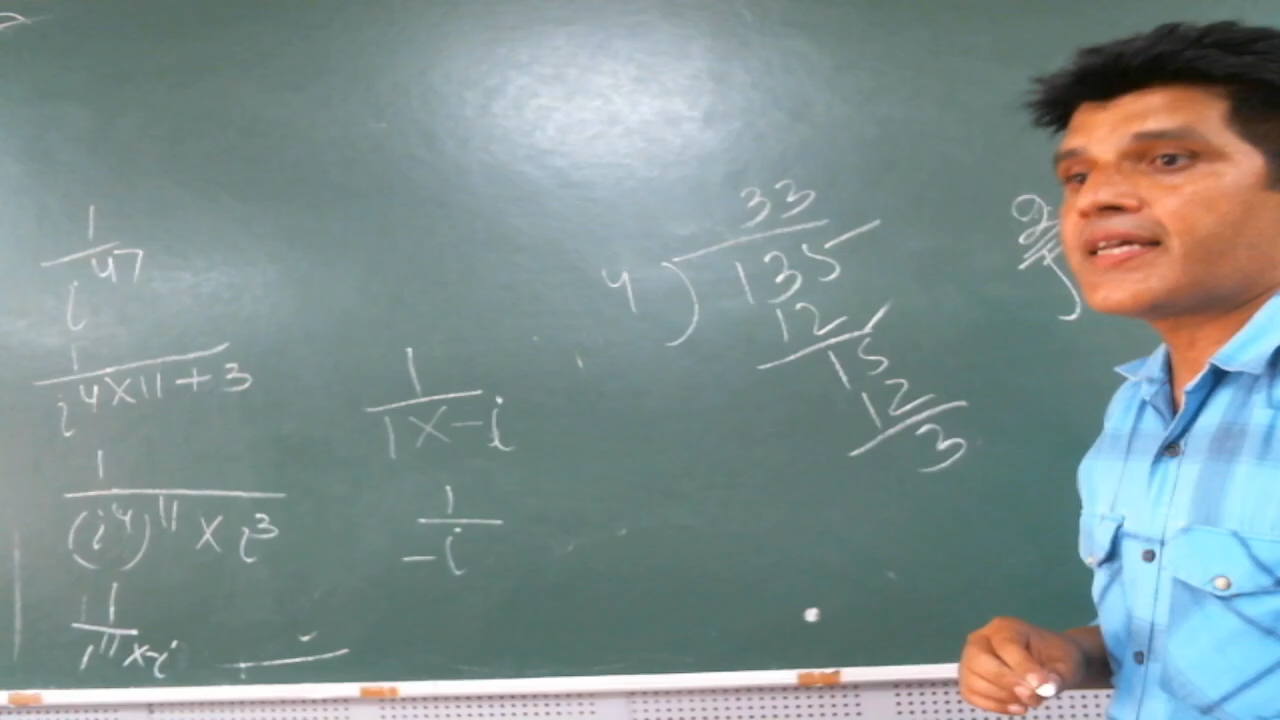 1
i^47
1
i^4×11+3
1
(i^4)^11 × i^3
1
1^11 ×-i
1
1×-i
1
-i
33
4)135
12
15
12
3